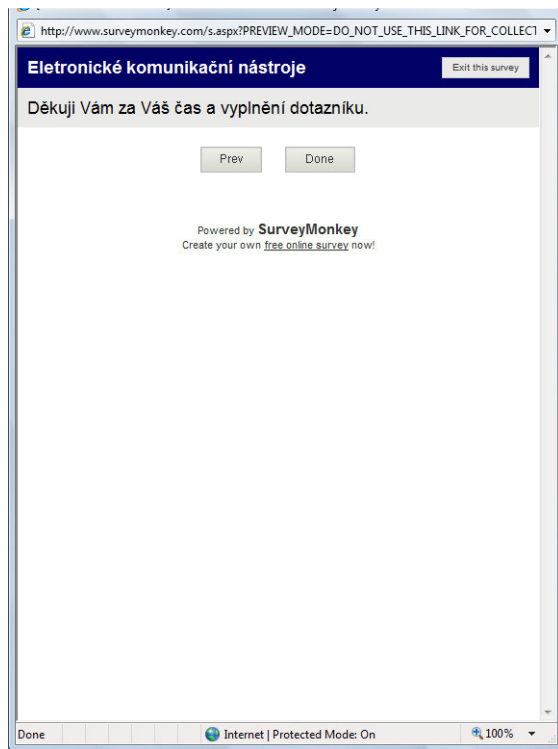 http://www.surveymonkey.com/s.aspx?PREVIEW_MODE=DO_NOT_USE_THIS_LINK_FOR_COLLECT
Eletronické komunikační nástroje
Exit this survey
Děkuji Vám za Váš čas a vyplnění dotazníku.
Prev Done
Powered by SurveyMonkey
Create your own free online survey now!
Done Internet | Protected Mode: On 100%